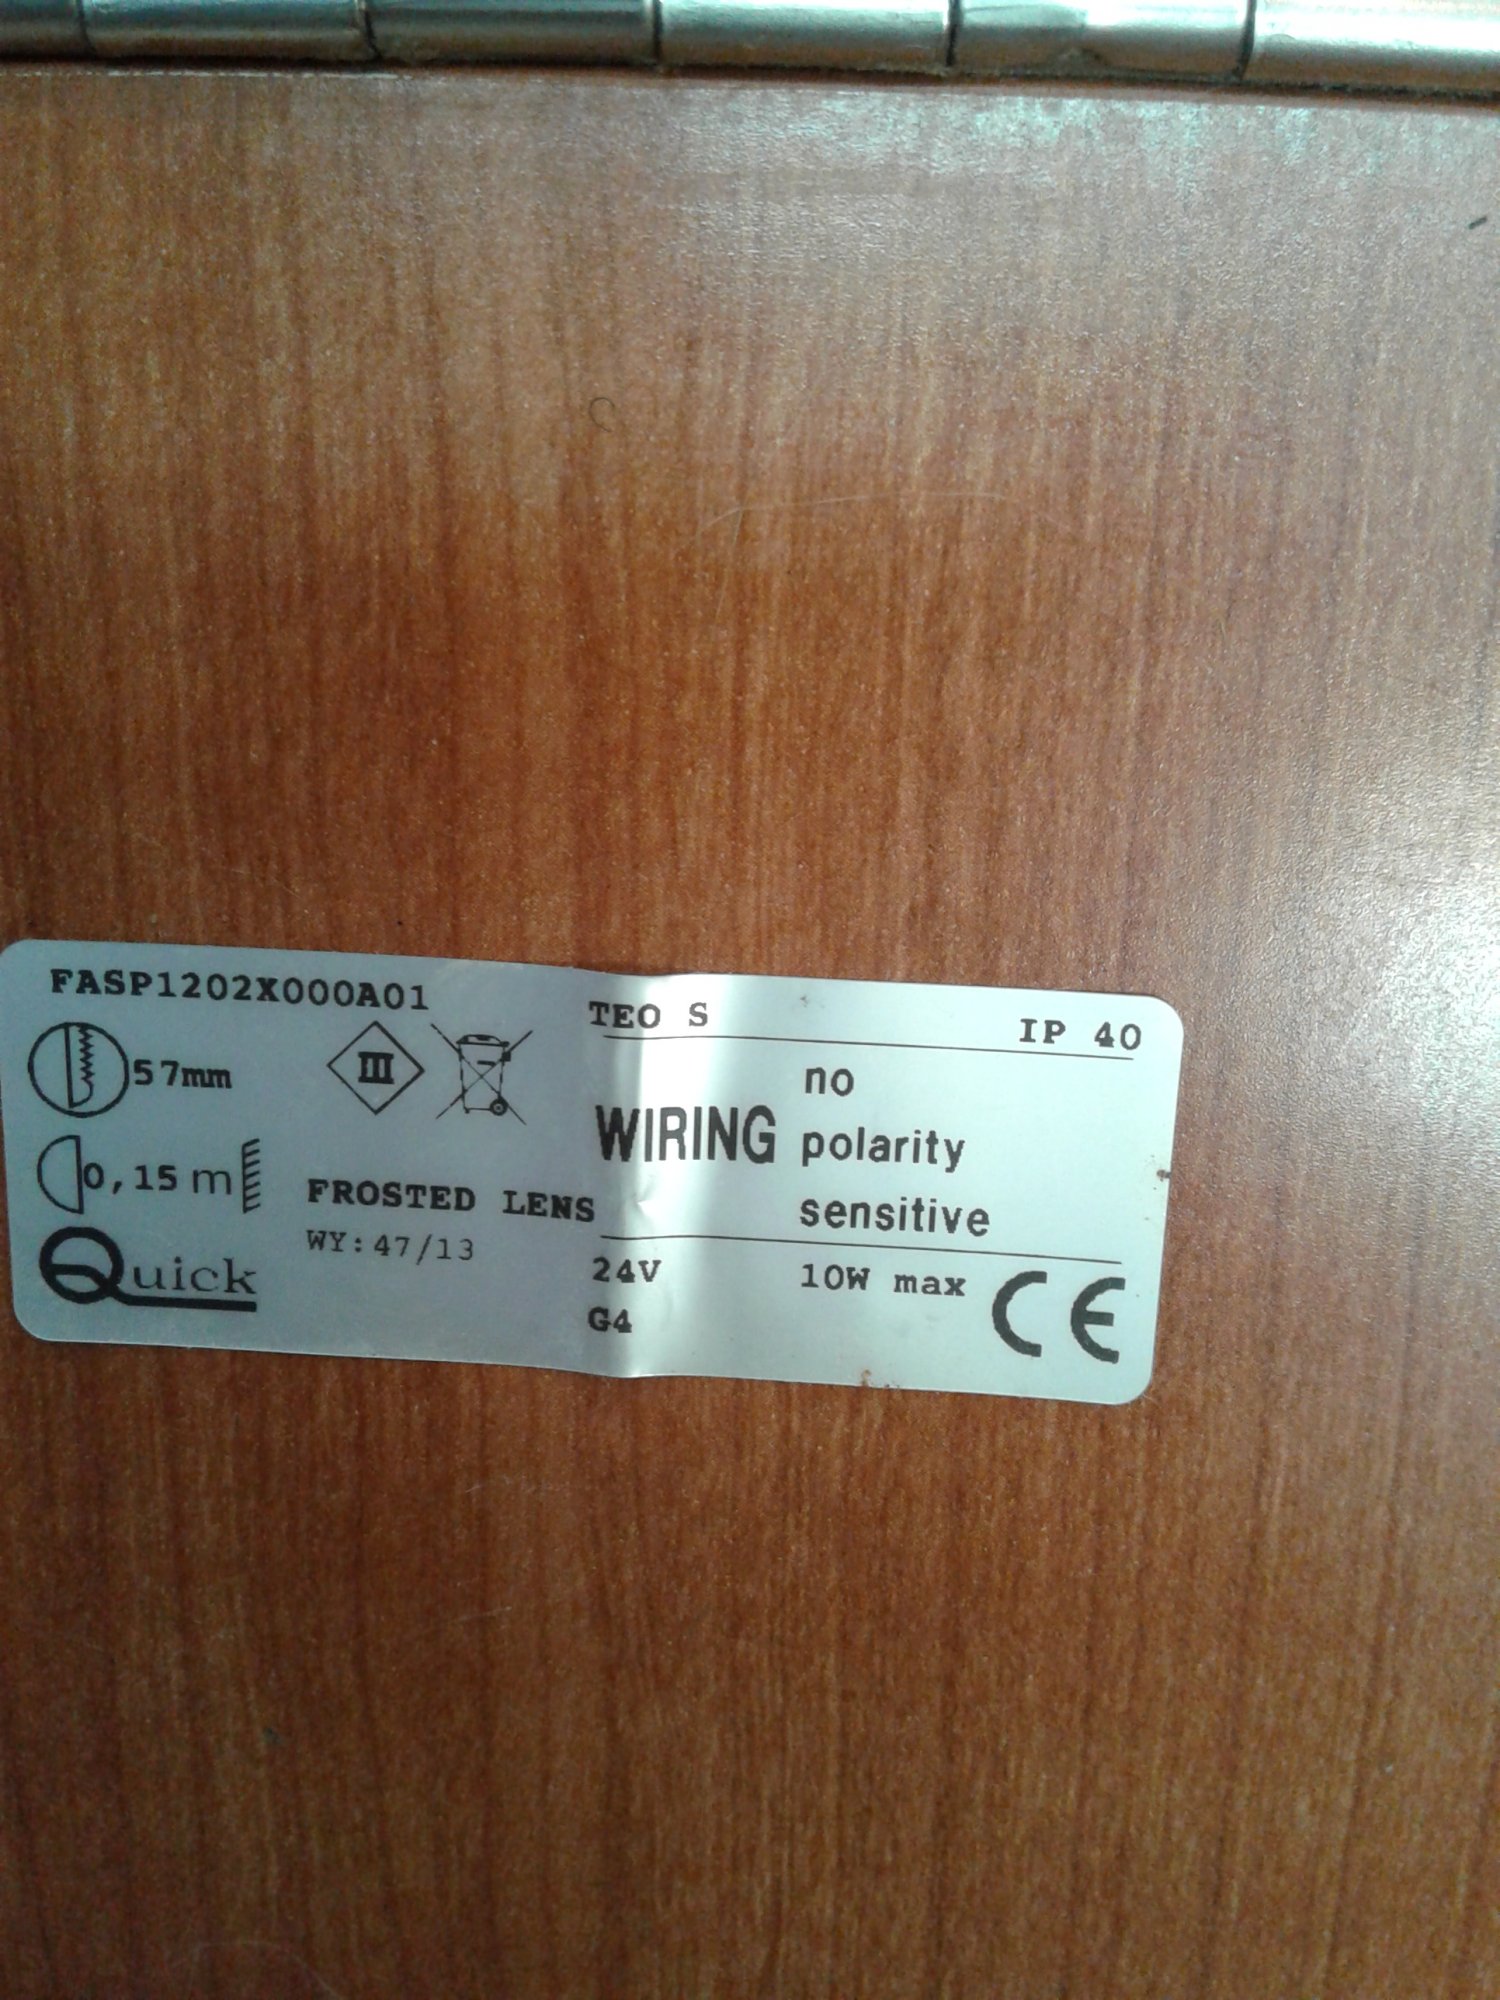 FASP1202X000A01
57mm
III
0,15 m
FROSTED LENS
WY:47/13
Quick
TEO S
IP 40
WIRING
no
polarity
sensitive
24V
10W max
G4
CE